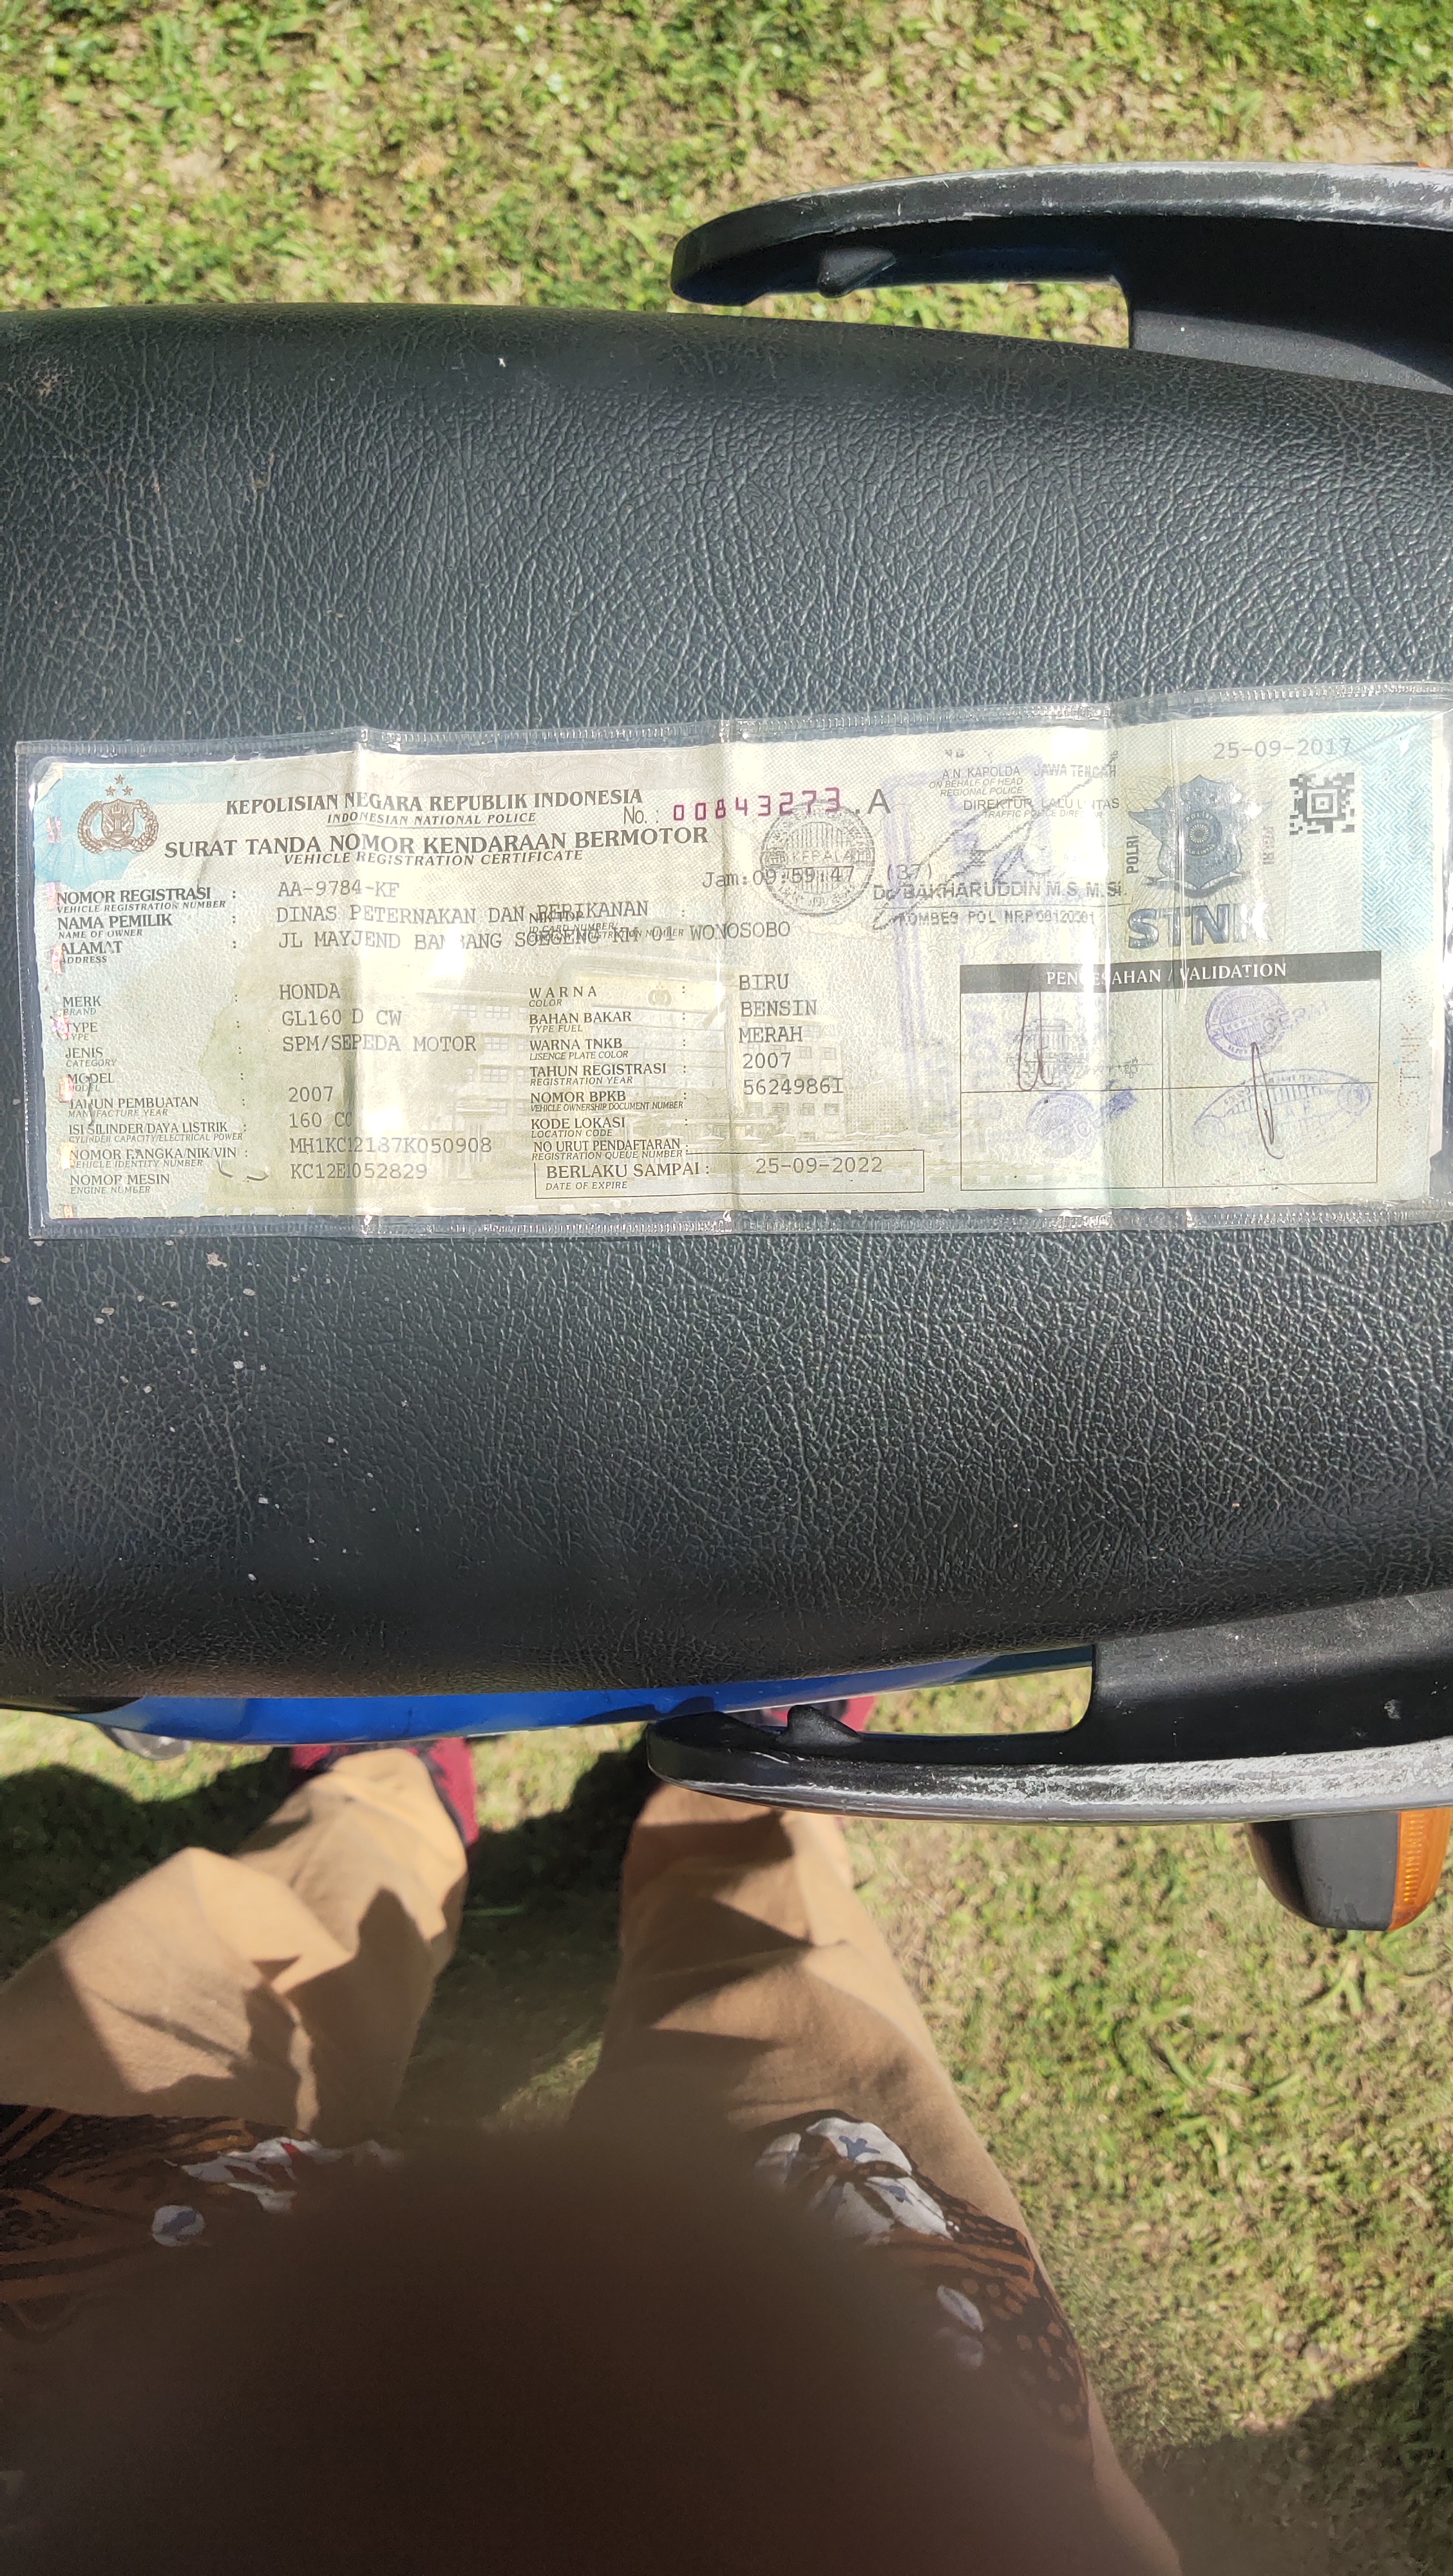 25-09-2017
KEPOLISIAN NEGARA REPUBLIK INDONESIA
INDONESIAN NATIONAL POLICE
No. : 00843273.A
SURAT TANDA NOMOR KENDARAAN BERMOTOR
VEHICLE REGISTRATION CERTIFICATE
A.N. KAPOLDA JAWA TENGAH
ON BEHALF OF HEAD
REGIONAL POLICE
DIREKTUR LALU LINTAS
TRAFFIC POLICE DIRECTOR
KEPALA
Jam:09:59:47 (37)
POLRI
STNK
NOMOR REGISTRASI : AA-9784-KF
VEHICLE REGISTRATION NUMBER
NAMA PEMILIK : DINAS PETERNAKAN DAN PERIKANAN
NAME OF OWNER
NIK/TDP :
ALAMAT : JL MAYJEND BAMBANG SOEGENG KM 01 WONOSOBO
ADDRESS
MERK : HONDA
BRAND
TYPE : GL160 D CW
TYPE
JENIS : SPM/SEPEDA MOTOR
CATEGORY
MODEL :
MODEL
TAHUN PEMBUATAN : 2007
MANUFACTURE YEAR
ISI SILINDER/DAYA LISTRIK : 160 CC
CYLINDER CAPACITY/ELECTRICAL POWER
NOMOR RANGKA/NIK/VIN : MH1KC12187K050908
VEHICLE IDENTITY NUMBER
NOMOR MESIN KC12E1052829
ENGINE NUMBER
WARNA : BIRU
COLOR
BAHAN BAKAR : BENSIN
TYPE FUEL
WARNA TNKB : MERAH
LISENCE PLATE COLOR
TAHUN REGISTRASI : 2007
REGISTRATION YEAR
NOMOR BPKB : 5624986I
VEHICLE OWNERSHIP DOCUMENT NUMBER
KODE LOKASI :
LOCATION CODE
NO URUT PENDAFTARAN :
REGISTRATION QUEUE NUMBER
BERLAKU SAMPAI : 25-09-2022
DATE OF EXPIRE
Dr. BAKHARUDDIN M.S, M.Si.
KOMBES POL NRP
PENGESAHAN / VALIDATION
STNK